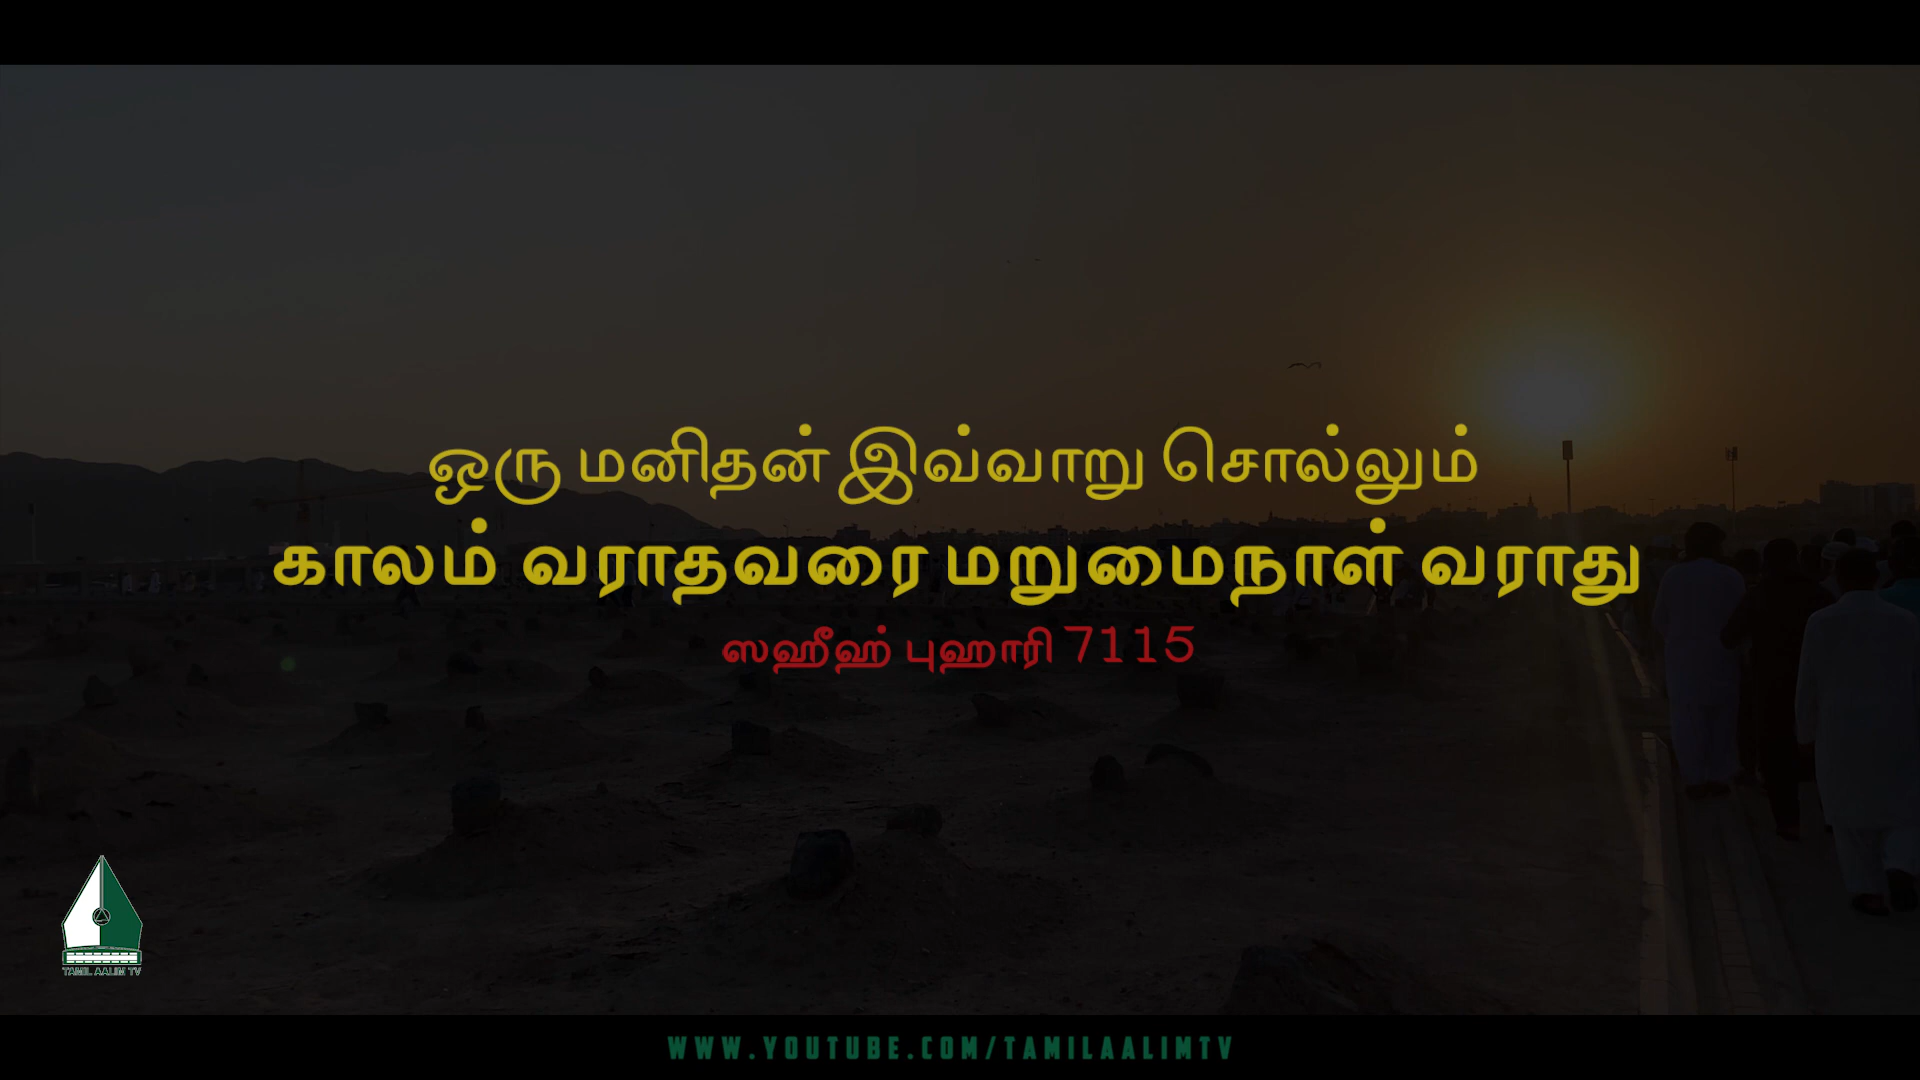 ஒரு மனிதன் இவ்வாறு சொல்லும்
காலம் வராதவரை மறுமைநாள் வராது
ஸஹீஹ் புஹாரி 7115
TAMIL AALIM TV
WWW.YOUTUBE.COM/TAMILAALIMTV